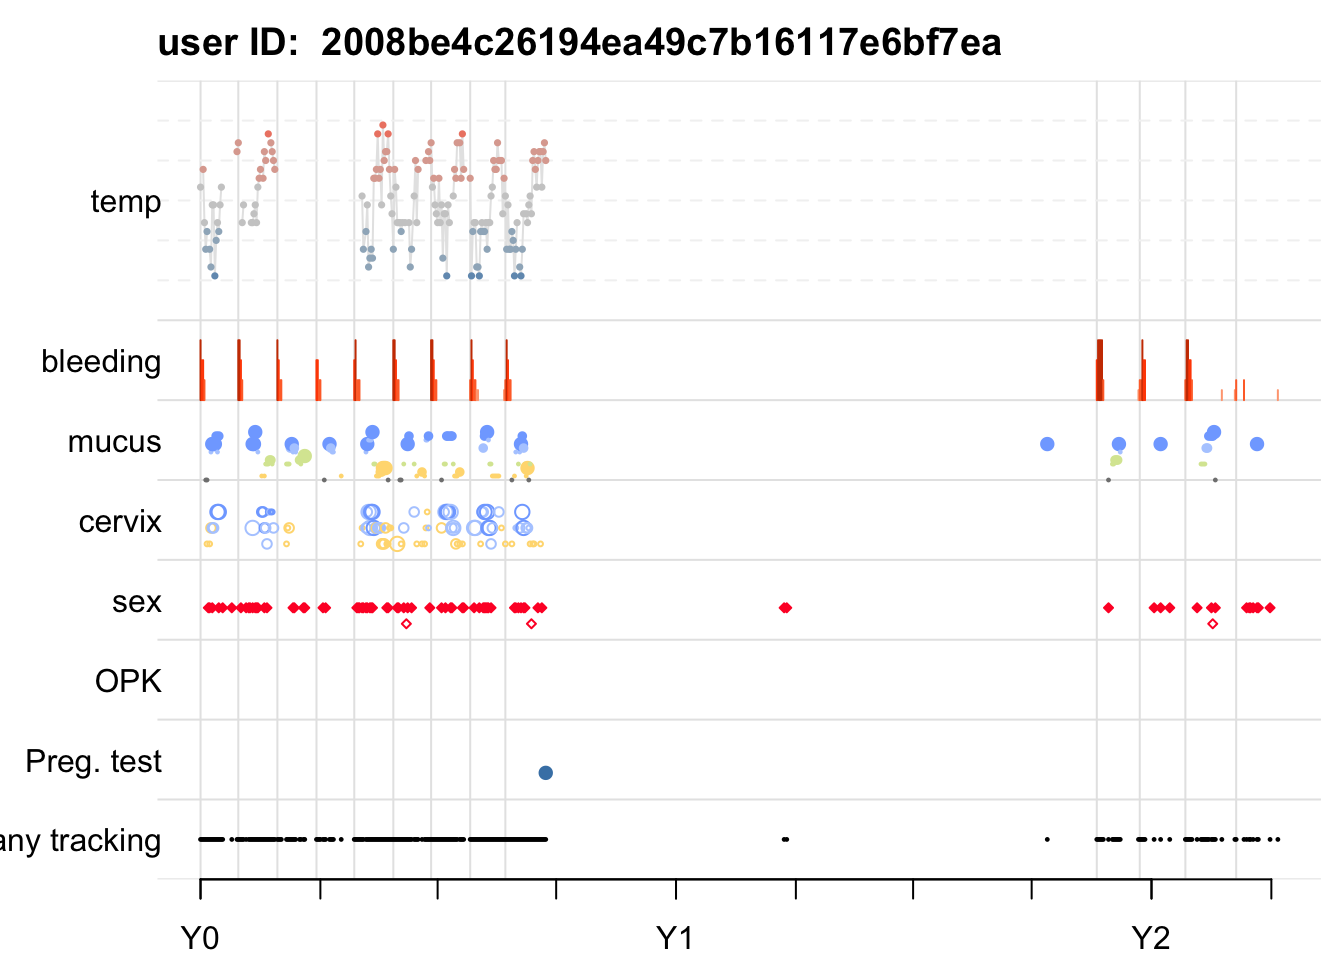 user ID:  2008be4c26194ea49c7b16117e6bf7ea
temp
bleeding
mucus
cervix
sex
OPK
Preg. test
any tracking
Y0 Y1 Y2